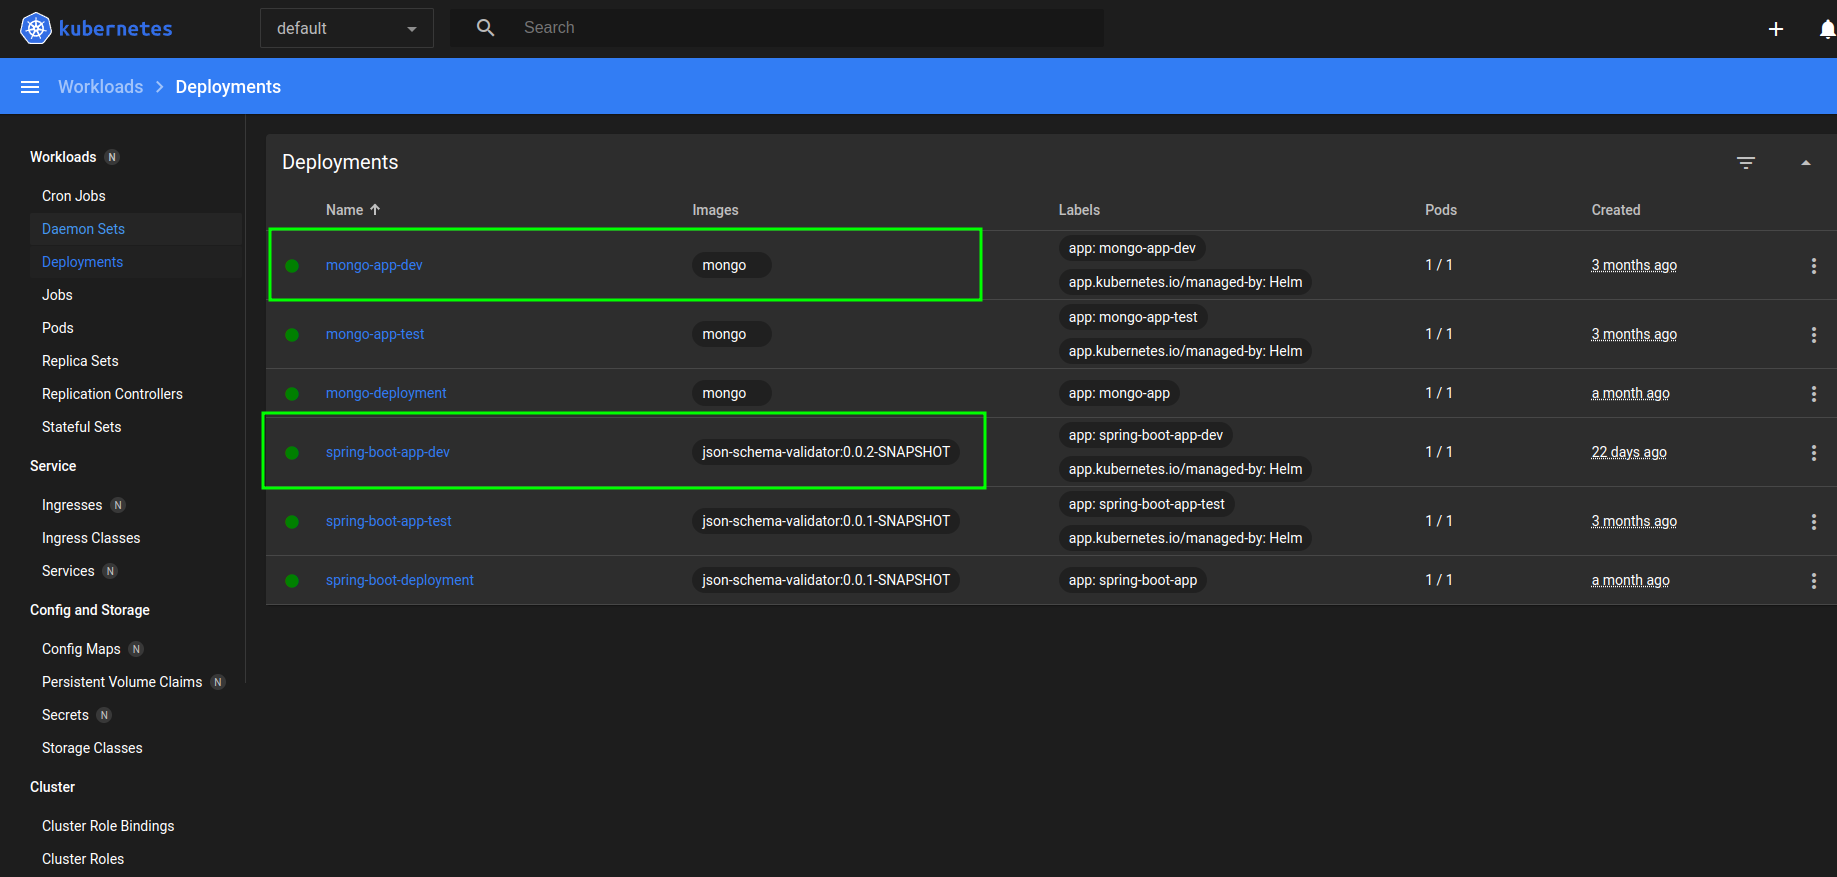 kubernetes
default
Search
Workloads > Deployments
Workloads N
Cron Jobs
Daemon Sets
Deployments
Jobs
Pods
Replica Sets
Replication Controllers
Stateful Sets
Service
Ingresses N
Ingress Classes
Services N
Config and Storage
Config Maps N
Persistent Volume Claims N
Secrets N
Storage Classes
Cluster
Cluster Role Bindings
Cluster Roles
Deployments
Name Images Labels Pods Created
mongo-app-dev mongo app: mongo-app-dev 1 / 1 3 months ago
app.kubernetes.io/managed-by: Helm
mongo-app-test mongo app: mongo-app-test 1 / 1 3 months ago
app.kubernetes.io/managed-by: Helm
mongo-deployment mongo app: mongo-app 1 / 1 a month ago
spring-boot-app-dev json-schema-validator:0.0.2-SNAPSHOT app: spring-boot-app-dev 1 / 1 22 days ago
app.kubernetes.io/managed-by: Helm
spring-boot-app-test json-schema-validator:0.0.1-SNAPSHOT app: spring-boot-app-test 1 / 1 3 months ago
app.kubernetes.io/managed-by: Helm
spring-boot-deployment json-schema-validator:0.0.1-SNAPSHOT app: spring-boot-app 1 / 1 a month ago